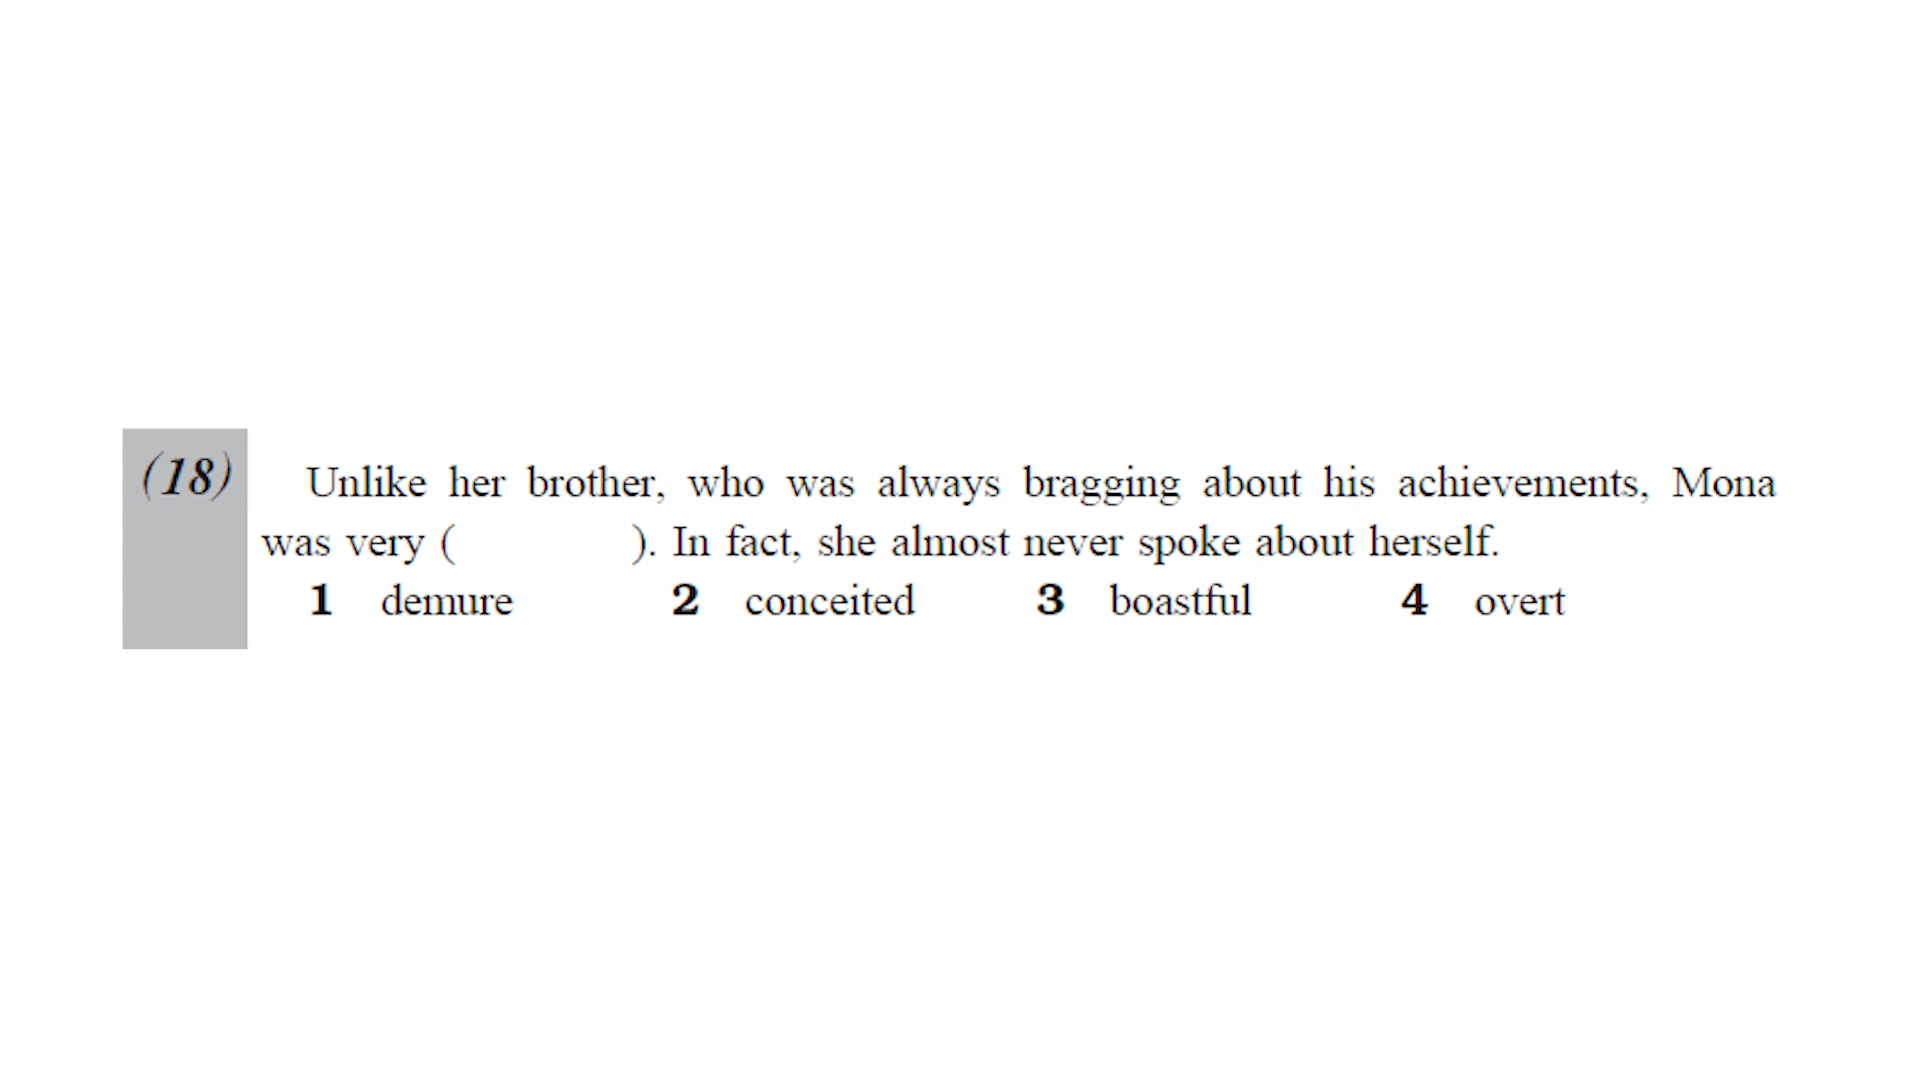 (18) Unlike her brother, who was always bragging about his achievements, Mona
was very ( ). In fact, she almost never spoke about herself.
1 demure 2 conceited 3 boastful 4 overt